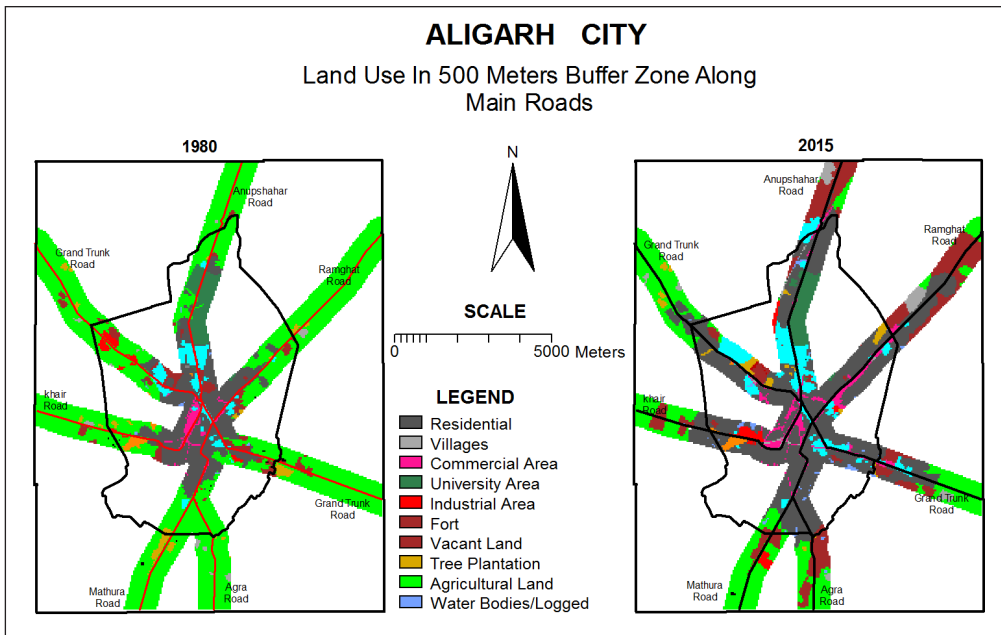 ALIGARH CITY
Land Use In 500 Meters Buffer Zone Along
Main Roads
1980
Anupshahar
Road
Grand Trunk
Road
Ramghat
Road
khair
Road
Grand Trunk
Road
Mathura
Road
Agra
Road
N
SCALE
0 5000 Meters
LEGEND
Residential
Villages
Commercial Area
University Area
Industrial Area
Fort
Vacant Land
Tree Plantation
Agricultural Land
Water Bodies/Logged
2015
Anupshahar
Road
Grand Trunk
Road
Ramghat
Road
khair
Road
Grand Trunk
Road
Mathura
Road
Agra
Road